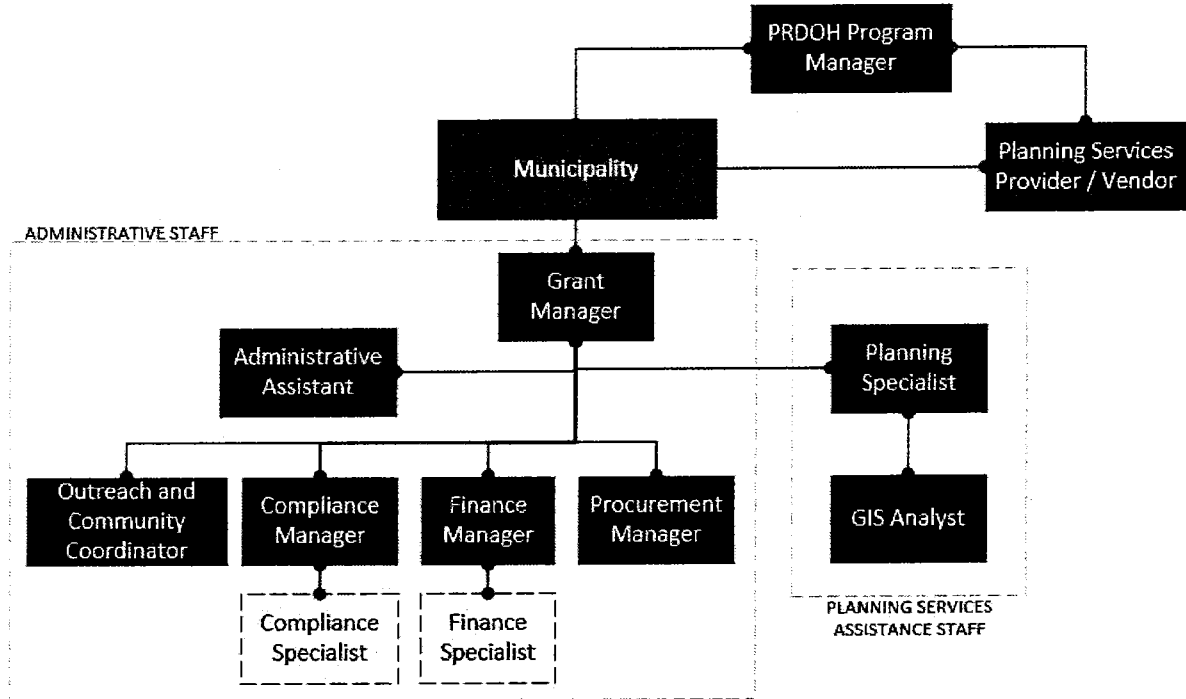 PRDOH Program
Manager
Municipality
Planning Services
Provider / Vendor
ADMINISTRATIVE STAFF
Grant
Manager
Administrative
Assistant
Planning
Specialist
Outreach and
Community
Coordinator
Compliance
Manager
Finance
Manager
Procurement
Manager
GIS Analyst
Compliance
Specialist
Finance
Specialist
PLANNING SERVICES
ASSISTANCE STAFF